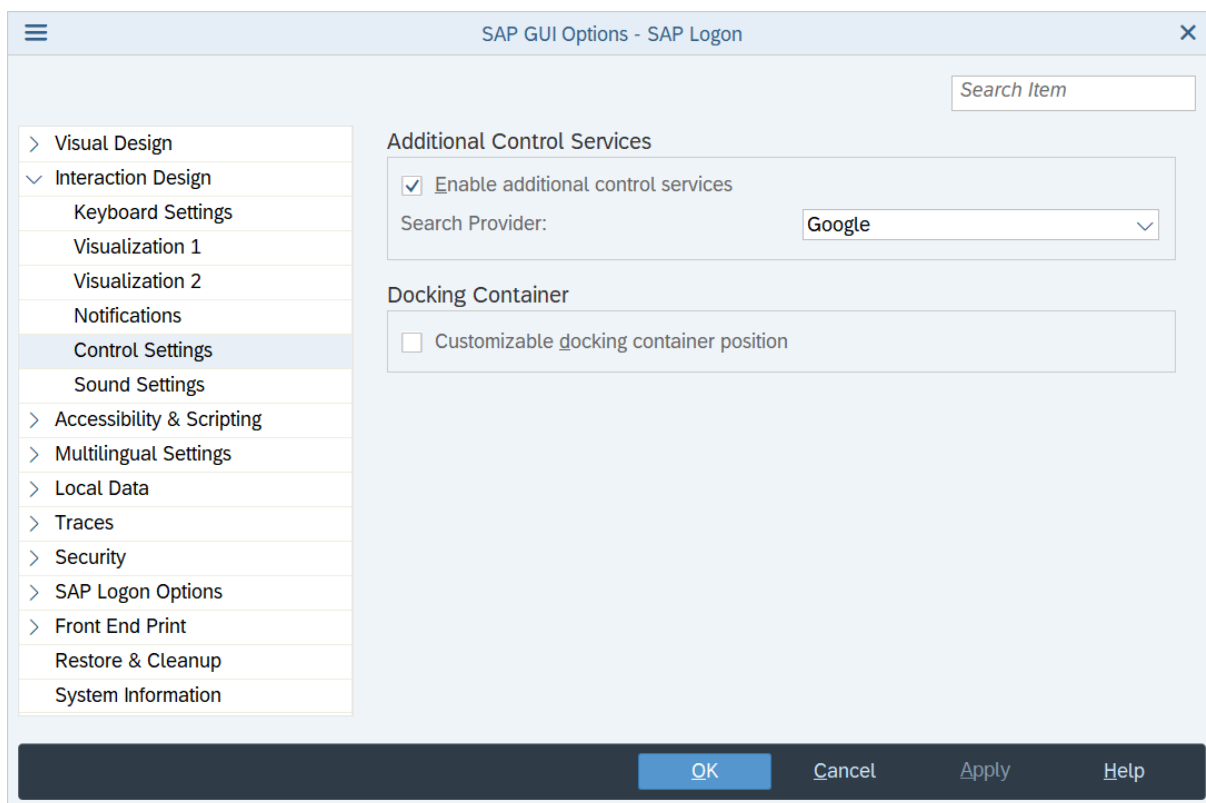 SAP GUI Options - SAP Logon
Search Item
Visual Design
Interaction Design
Keyboard Settings
Visualization 1
Visualization 2
Notifications
Control Settings
Sound Settings
Accessibility & Scripting
Multilingual Settings
Local Data
Traces
Security
SAP Logon Options
Front End Print
Restore & Cleanup
System Information
Additional Control Services
Enable additional control services
Search Provider: Google
Docking Container
Customizable docking container position
OK Cancel Apply Help